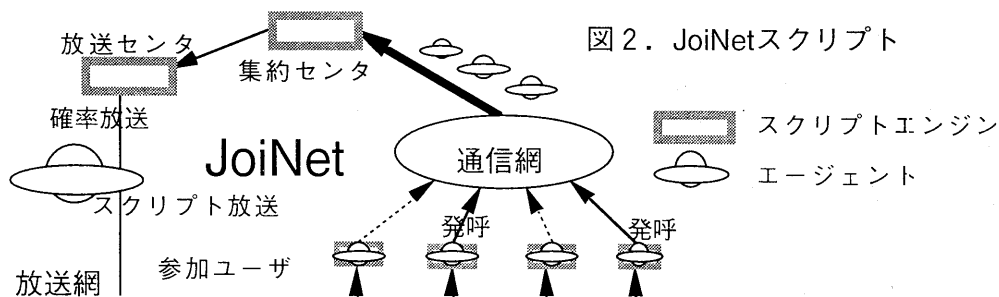 放送センタ
集約センタ
図２．JoiNetスクリプト
確率放送
JoiNet
通信網
スクリプトエンジン
エージェント
スクリプト放送
発呼
発呼
参加ユーザ
放送網